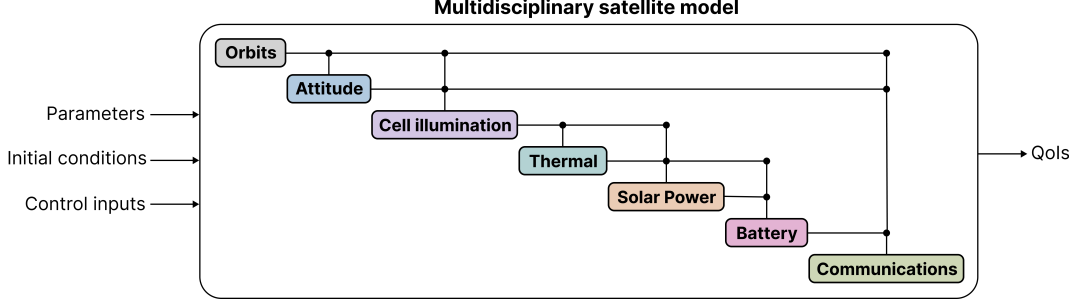 Multidisciplinary satellite model
Orbits
Attitude
Parameters
Cell illumination
Initial conditions
Thermal
QoIs
Solar Power
Control inputs
Battery
Communications